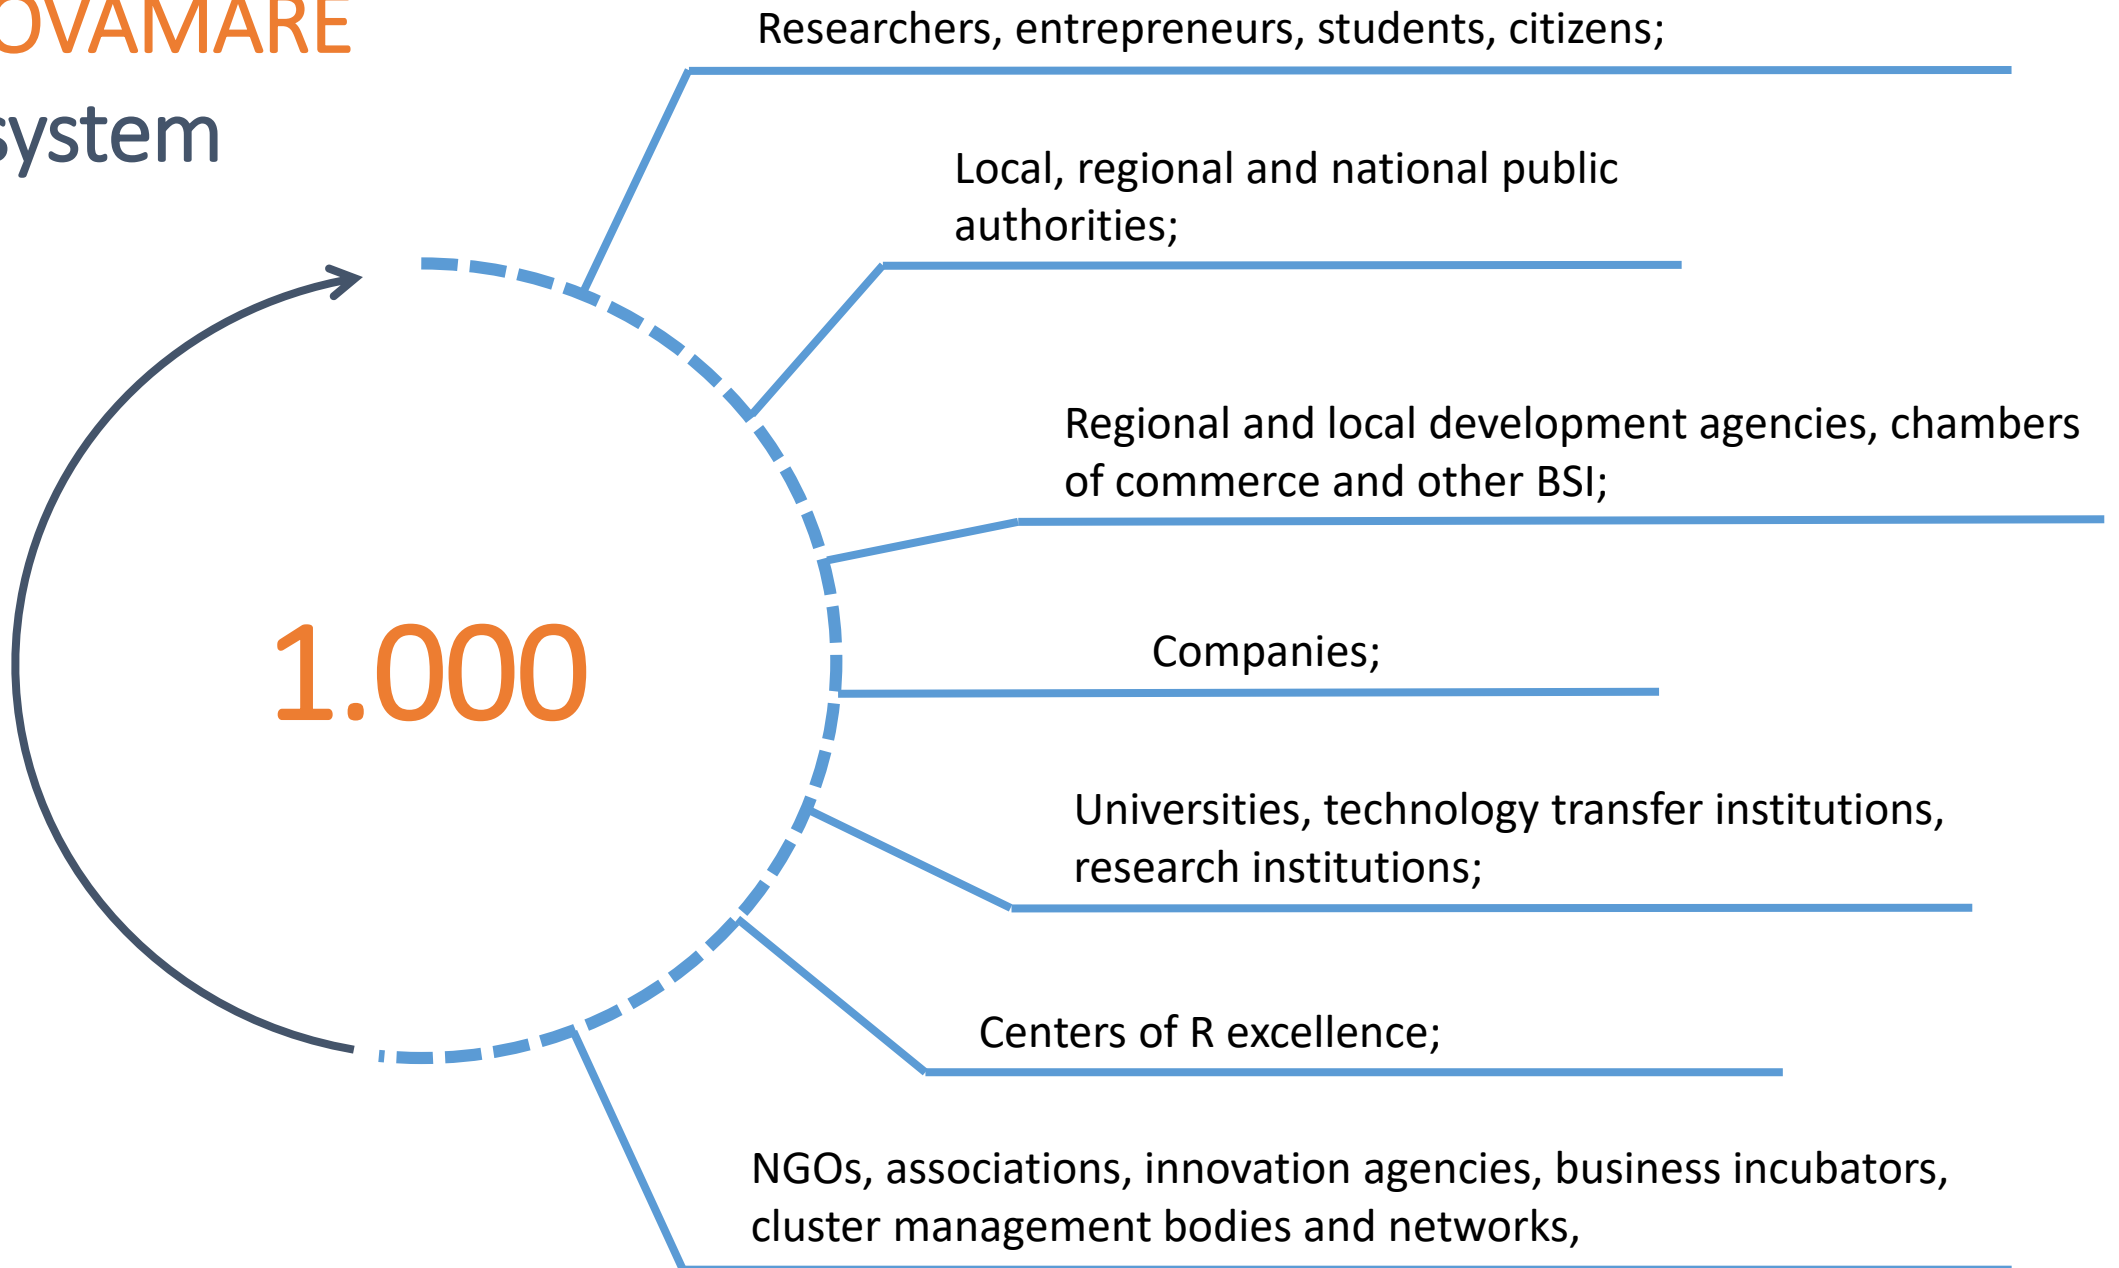 OVAMARE
system
Researchers, entrepreneurs, students, citizens;
Local, regional and national public
authorities;
Regional and local development agencies, chambers
of commerce and other BSI;
1.000
Companies;
Universities, technology transfer institutions,
research institutions;
Centers of R excellence;
NGOs, associations, innovation agencies, business incubators,
cluster management bodies and networks,